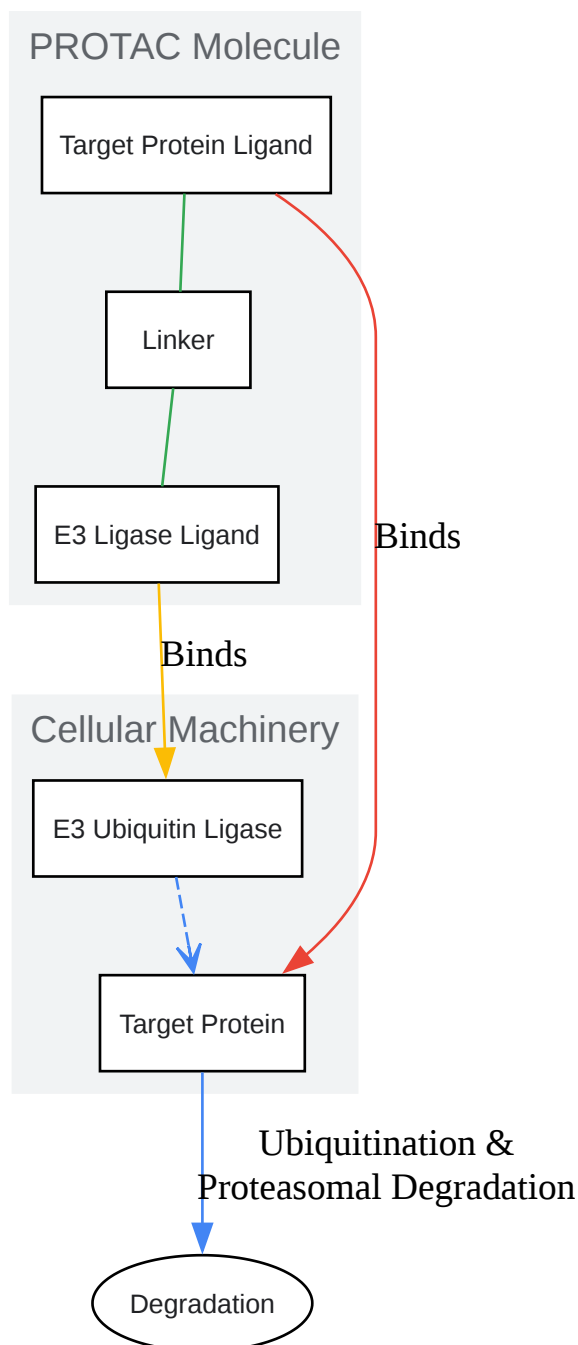 PROTAC Molecule
Target Protein Ligand
Linker
E3 Ligase Ligand
Binds
Binds
Cellular Machinery
E3 Ubiquitin Ligase
Target Protein
Ubiquitination &
Proteasomal Degradation
Degradation